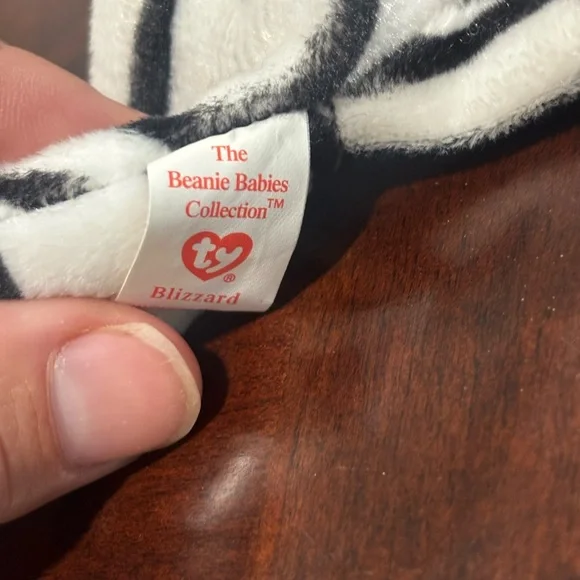 The
Beanie Babies
Collection™
ty®
Blizzard